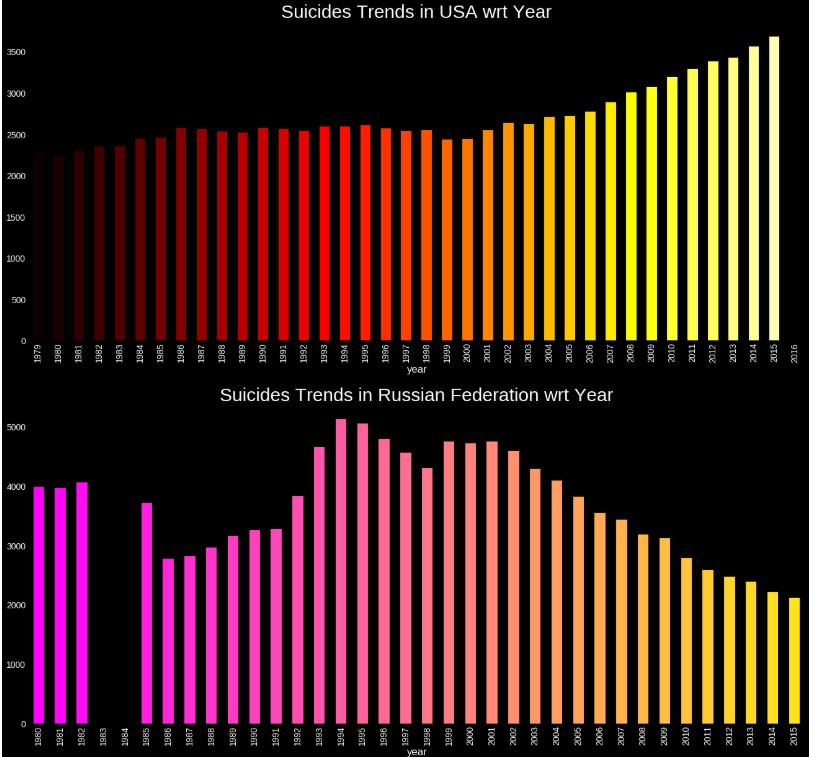 Suicides Trends in USA wrt Year
3500
3000
2500
2000
1500
1000
500
0
1979 1980 1981 1982 1983 1984 1985 1986 1987 1988 1989 1990 1991 1992 1993 1994 1995 1996 1997 1998 1999 2000 2001 2002 2003 2004 2005 2006 2007 2008 2009 2010 2011 2012 2013 2014 2015 2016
year
Suicides Trends in Russian Federation wrt Year
5000
4000
3000
2000
1000
0
1980 1981 1982 1983 1984 1985 1986 1987 1988 1989 1990 1991 1992 1993 1994 1995 1996 1997 1998 1999 2000 2001 2002 2003 2004 2005 2006 2007 2008 2009 2010 2011 2012 2013 2014 2015
year